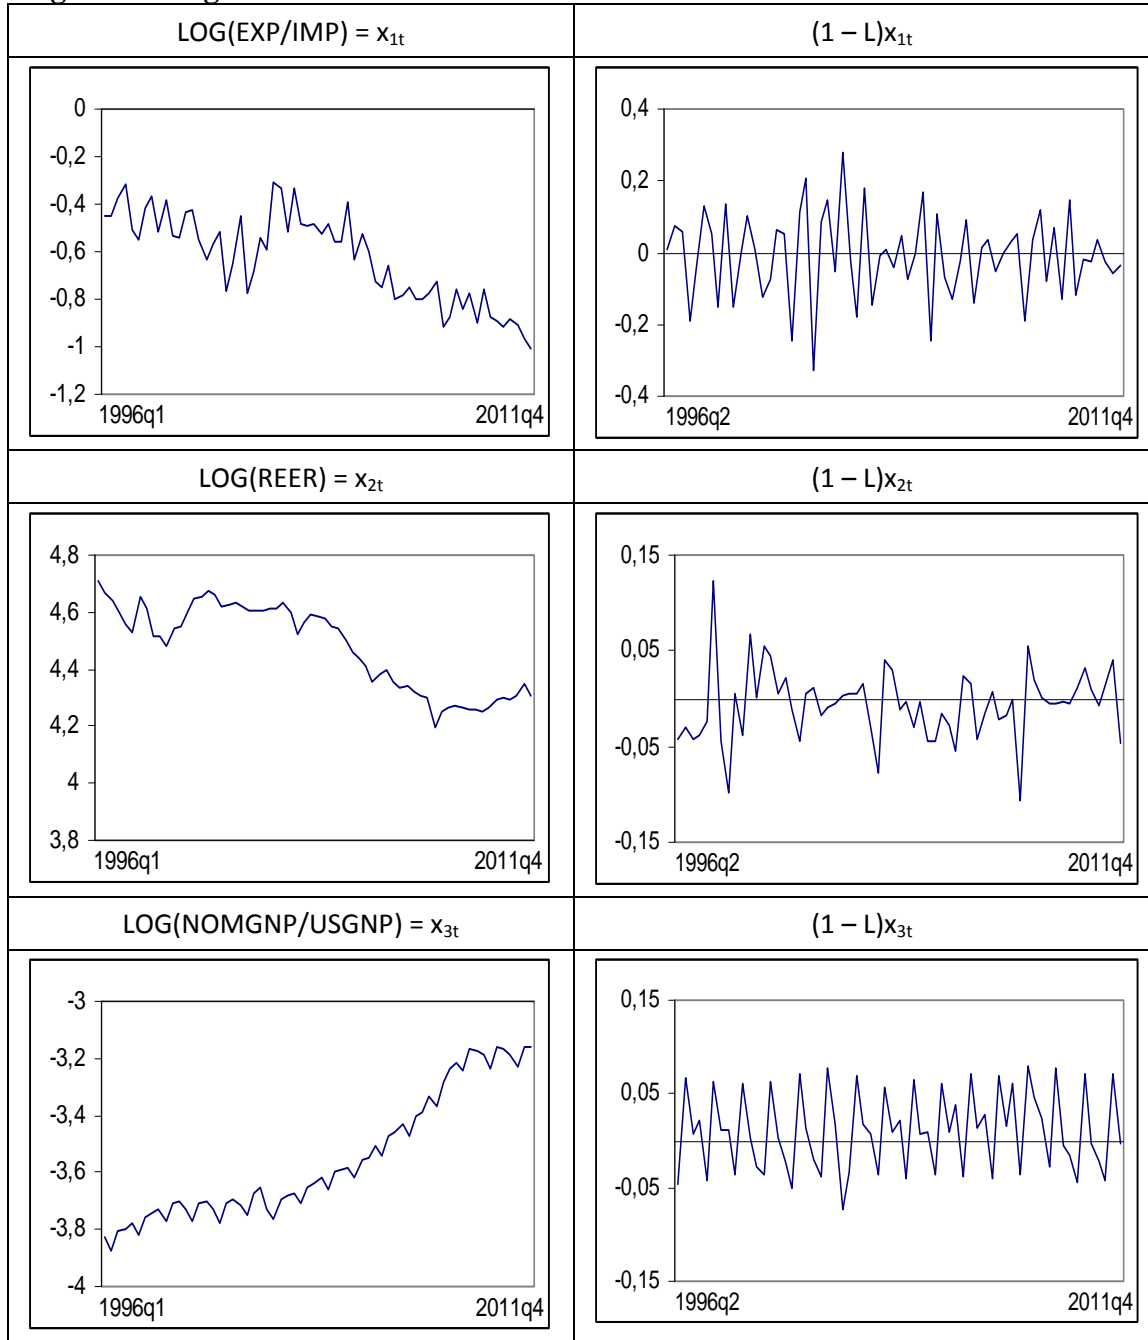 LOG(EXP/IMP) = x1t
(1 – L)x1t
0
-0,2
-0,4
-0,6
-0,8
-1
-1,2
1996q1
2011q4
0,4
0,2
0
-0,2
-0,4
1996q2
2011q4
LOG(REER) = x2t
(1 – L)x2t
4,8
4,6
4,4
4,2
4
3,8
1996q1
2011q4
0,15
0,05
-0,05
-0,15
1996q2
2011q4
LOG(NOMGNP/USGNP) = x3t
(1 – L)x3t
-3
-3,2
-3,4
-3,6
-3,8
-4
1996q1
2011q4
0,15
0,05
-0,05
-0,15
1996q2
2011q4